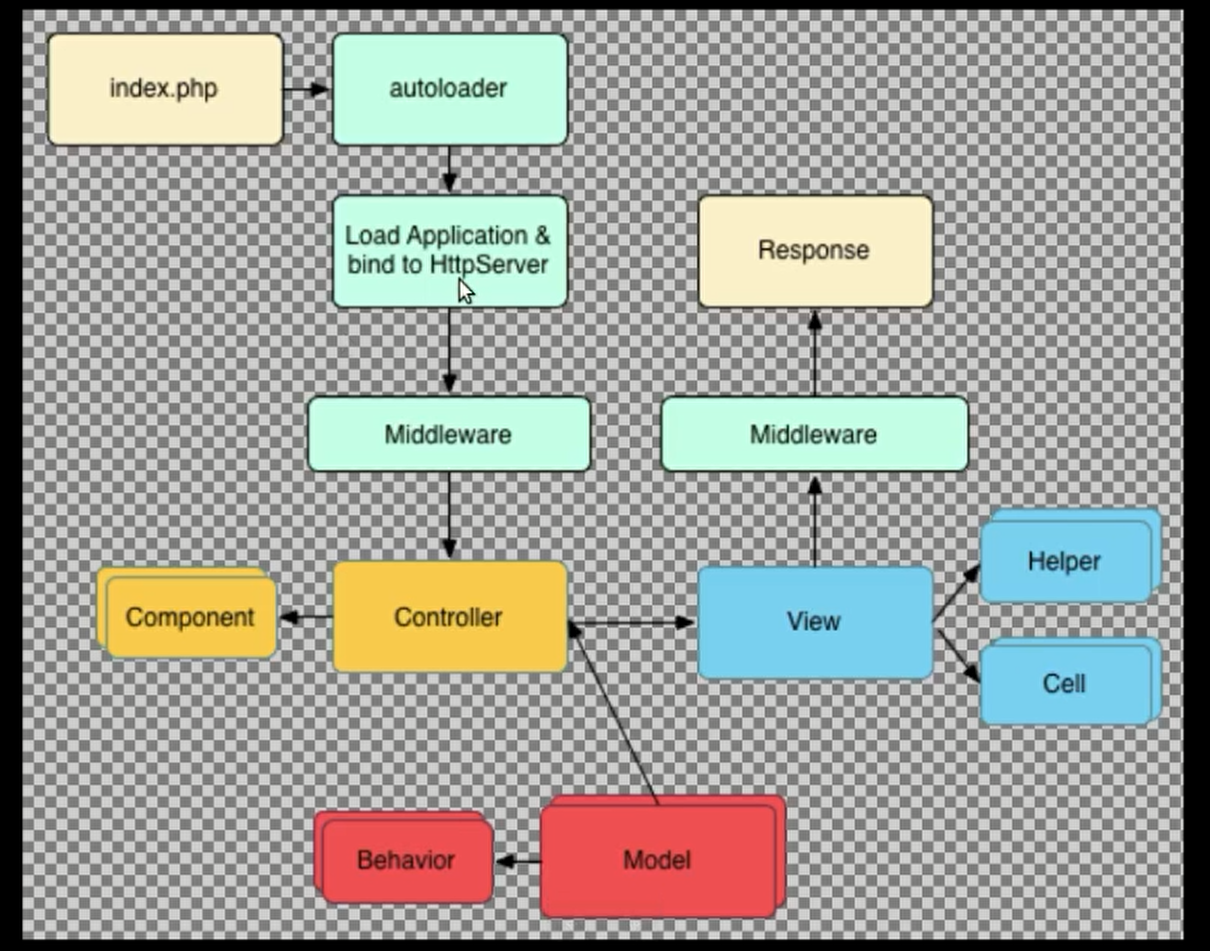 index.php
autoloader
Load Application &
bind to HttpServer
Response
Middleware
Middleware
Helper
Component
Controller
View
Cell
Behavior
Model